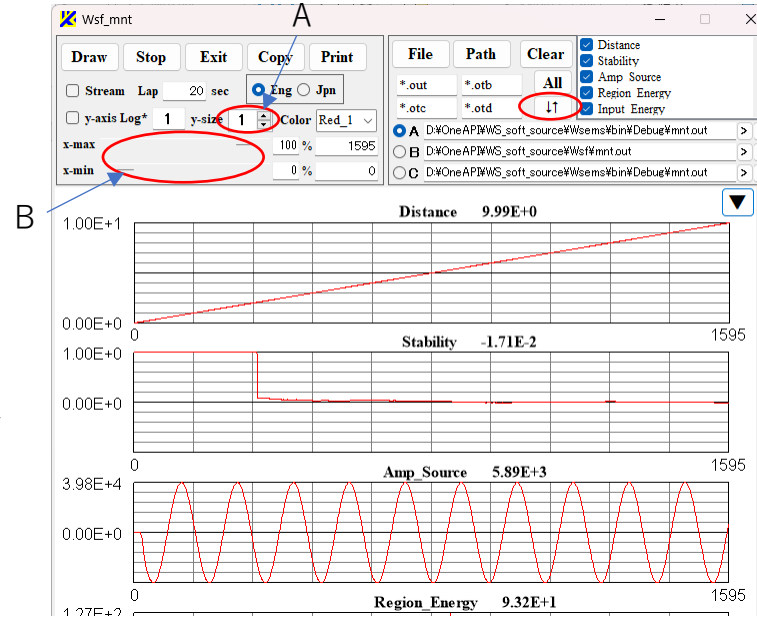 A
Wsf_mnt
Draw Stop Exit Copy Print
Stream Lap 20 sec Eng Jpn
y-axis Log* 1 y-size 1 Color Red_1
x-max 100 % 1595
x-min 0 % 0
File Path Clear
*.out *.otb All
*.otc *.otd ↓↑
Distance
Stability
Amp Source
Region Energy
Input Energy
A D:¥OneAPI¥WS_soft_source¥Wsems¥bin¥Debug¥mnt.out >
B D:¥OneAPI¥WS_soft_source¥Wsf¥mnt.out >
C D:¥OneAPI¥WS_soft_source¥Wsems¥bin¥Debug¥mnt.out >
B
▼
Distance 9.99E+0
1.00E+1
0.00E+0
0 1595
Stability -1.71E-2
1.00E+0
0.00E+0
0 1595
Amp_Source 5.89E+3
3.98E+4
0.00E+0
0 1595
Region_Energy 9.32E+1
1.27E+2